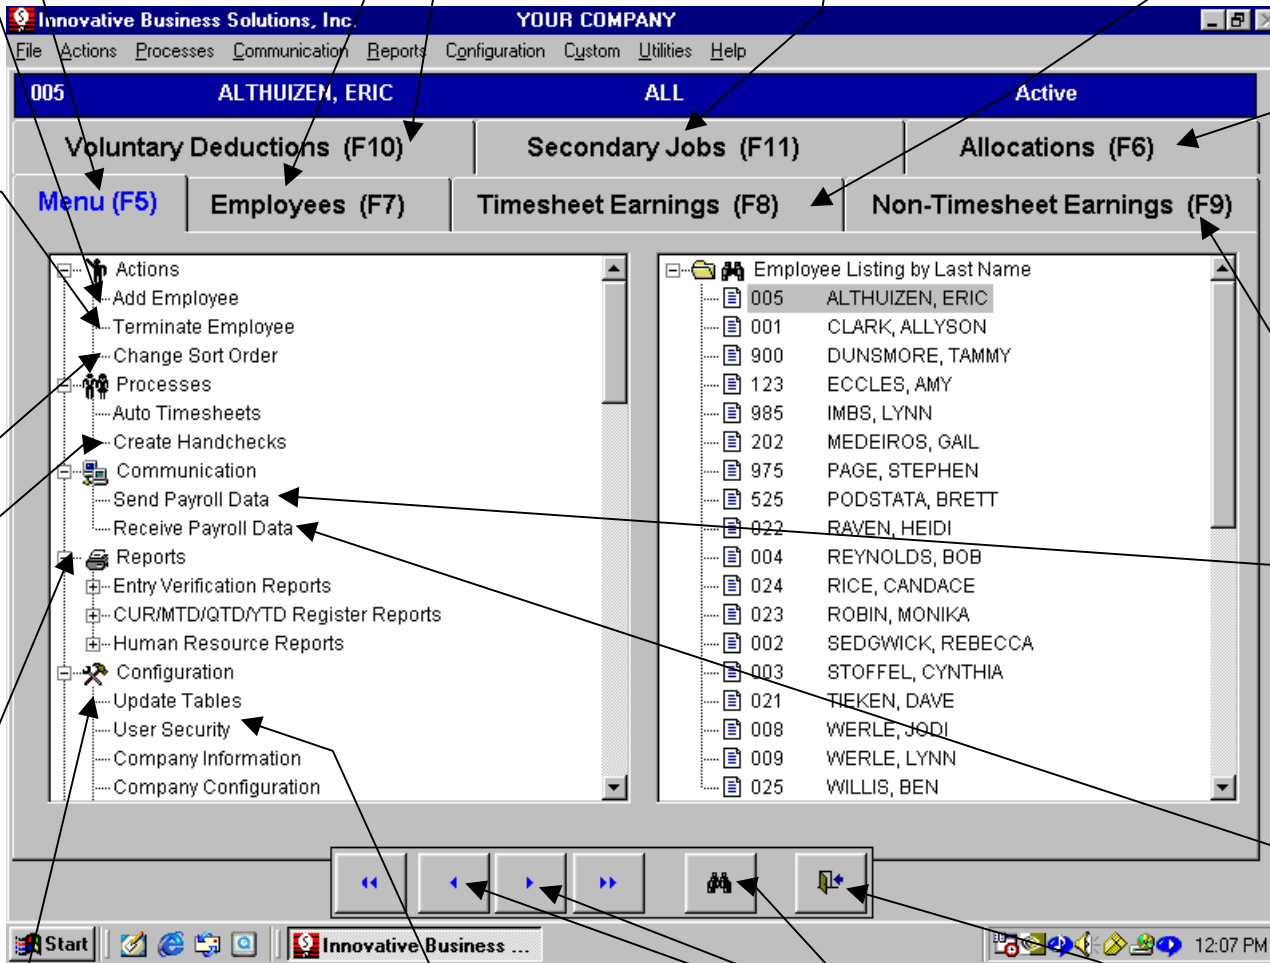 Innovative Business Solutions, Inc. YOUR COMPANY
File Actions Processes Communication Reports Configuration Custom Utilities Help
005 ALTHUIZEN, ERIC ALL Active
Voluntary Deductions (F10) Secondary Jobs (F11) Allocations (F6)
Menu (F5) Employees (F7) Timesheet Earnings (F8) Non-Timesheet Earnings (F9)
Actions
Add Employee
Terminate Employee
Change Sort Order
Processes
Auto Timesheets
Create Handchecks
Communication
Send Payroll Data
Receive Payroll Data
Reports
Entry Verification Reports
CUR/MTD/QTD/YTD Register Reports
Human Resource Reports
Configuration
Update Tables
User Security
Company Information
Company Configuration
Employee Listing by Last Name
005 ALTHUIZEN, ERIC
001 CLARK, ALLYSON
900 DUNSMORE, TAMMY
123 ECCLES, AMY
985 IMBS, LYNN
202 MEDEIROS, GAIL
975 PAGE, STEPHEN
525 PODSTATA, BRETT
022 RAVEN, HEIDI
004 REYNOLDS, BOB
024 RICE, CANDACE
023 ROBIN, MONIKA
002 SEDGWICK, REBECCA
003 STOFFEL, CYNTHIA
021 TIEKEN, DAVE
008 WERLE, JODI
009 WERLE, LYNN
025 WILLIS, BEN
Start Innovative Business ... 12:07 PM